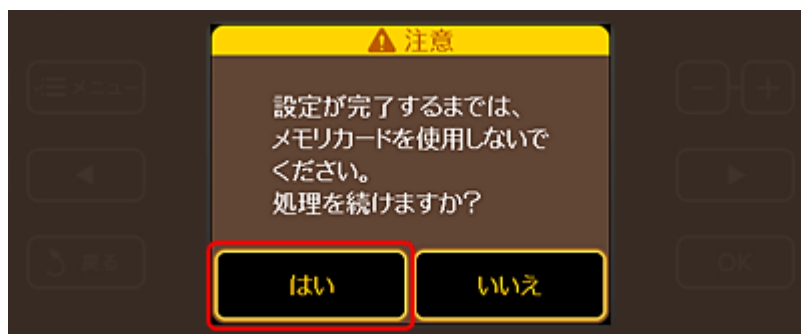 注意
メニュー
設定が完了するまでは、
メモリカードを使用しないで
ください。
処理を続けますか?
戻る
はい
いいえ
OK